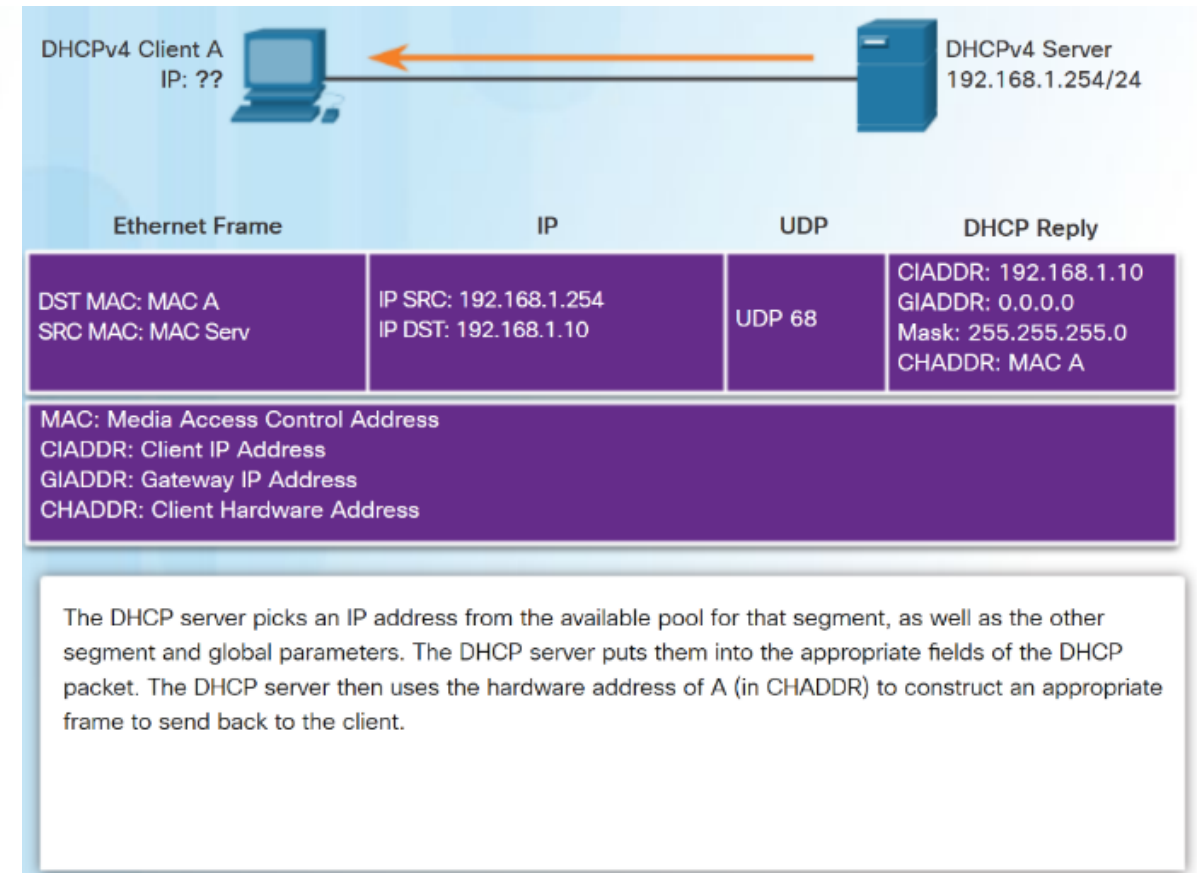 DHCPv4 Client A
IP: ??
DHCPv4 Server
192.168.1.254/24
Ethernet Frame
IP
UDP
DHCP Reply
DST MAC: MAC A
SRC MAC: MAC Serv
IP SRC: 192.168.1.254
IP DST: 192.168.1.10
UDP 68
CIADDR: 192.168.1.10
GIADDR: 0.0.0.0
Mask: 255.255.255.0
CHADDR: MAC A
MAC: Media Access Control Address
CIADDR: Client IP Address
GIADDR: Gateway IP Address
CHADDR: Client Hardware Address
The DHCP server picks an IP address from the available pool for that segment, as well as the other
segment and global parameters. The DHCP server puts them into the appropriate fields of the DHCP
packet. The DHCP server then uses the hardware address of A (in CHADDR) to construct an appropriate
frame to send back to the client.